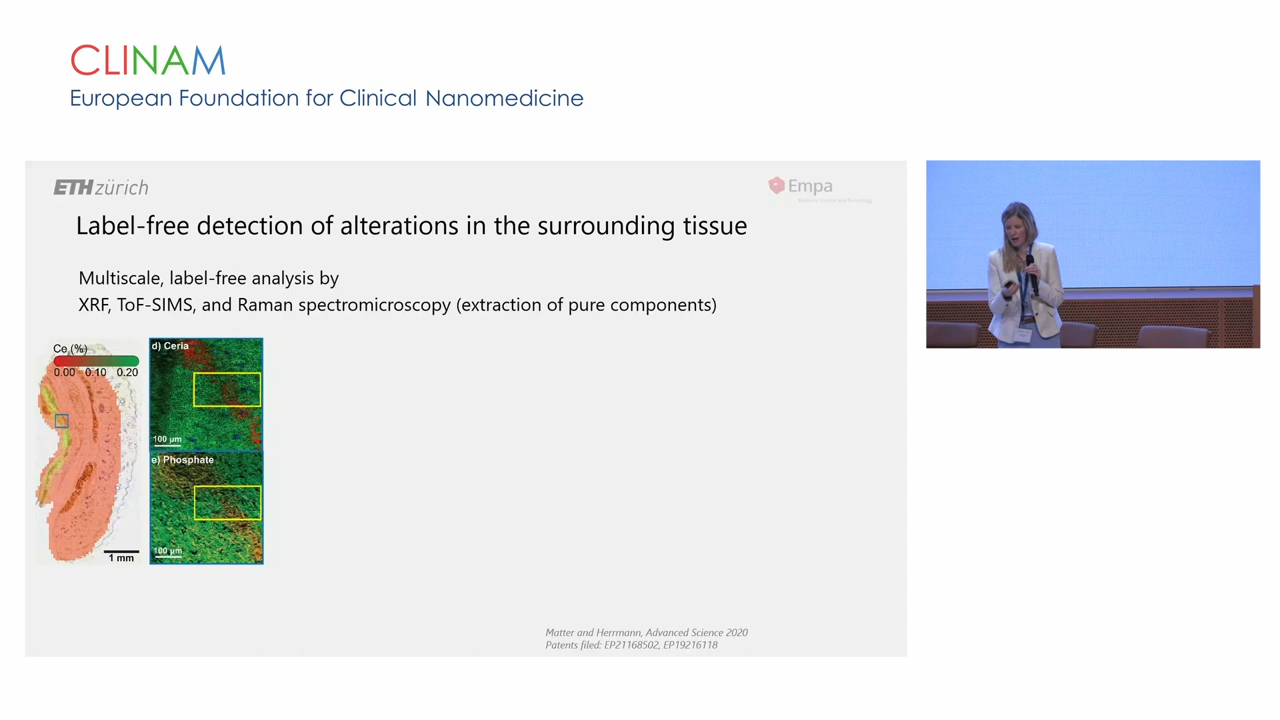 CLINAM
European Foundation for Clinical Nanomedicine
ETH zürich
Empa
Label-free detection of alterations in the surrounding tissue
Multiscale, label-free analysis by
XRF, ToF-SIMS, and Raman spectromicroscopy (extraction of pure components)
Ce (%)
0.00 0.10 0.20
1 mm
d) Ceria
100 µm
e) Phosphate
100 µm
Matter and Herrmann, Advanced Science 2020
Patents filed: EP21168502, EP19216118